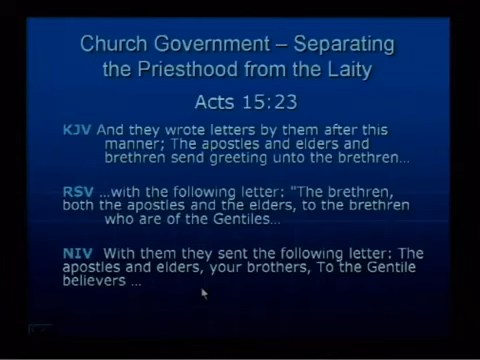 Church Government – Separating
the Priesthood from the Laity
Acts 15:23
KJV And they wrote letters by them after this
manner; The apostles and elders and
brethren send greeting unto the brethren...
RSV ...with the following letter: "The brethren,
both the apostles and the elders, to the brethren
who are of the Gentiles...
NIV With them they sent the following letter: The
apostles and elders, your brothers, To the Gentile
believers ...